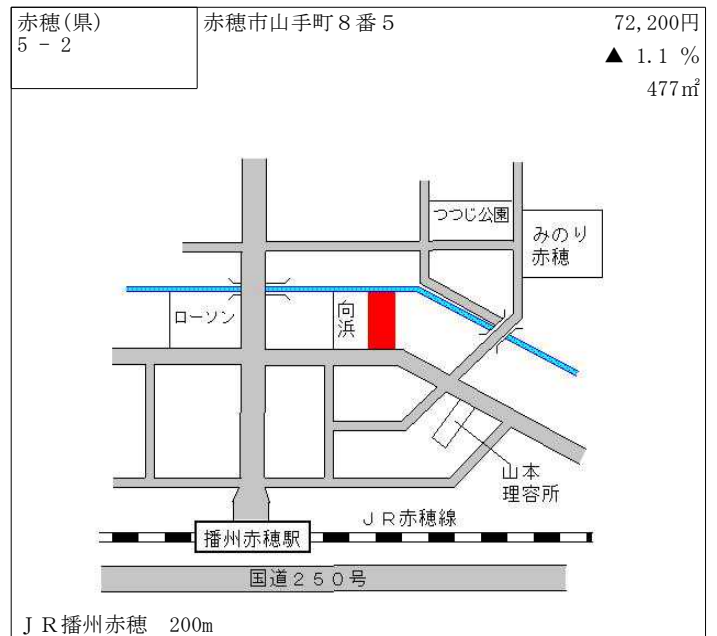 赤穂(県)
5 - 2
赤穂市山手町８番５
72,200円
▲ 1.1 %
477㎡
つつじ公園
みのり
赤穂
ローソン
向浜
山本
理容所
ＪＲ赤穂線
播州赤穂駅
国道２５０号
ＪＲ播州赤穂　200m